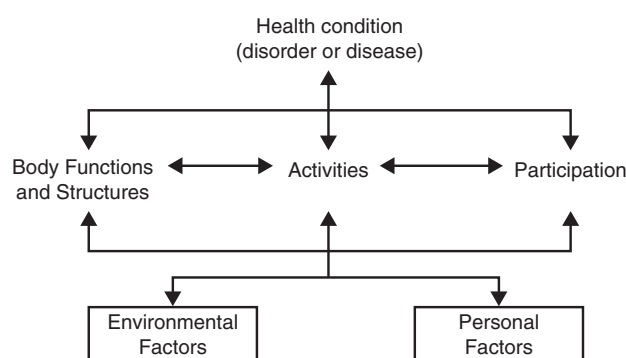 Health condition
(disorder or disease)
Body Functions
and Structures
Activities
Participation
Environmental
Factors
Personal
Factors